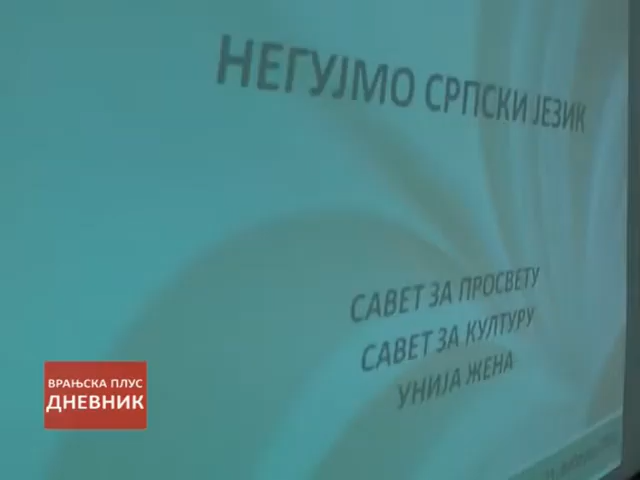 НЕГУЈМО СРПСКИ ЈЕЗИК
САВЕТ ЗА ПРОСВЕТУ
САВЕТ ЗА КУЛТУРУ
УНИЈА ЖЕНА
ВРАЊСКА ПЛУС
ДНЕВНИК